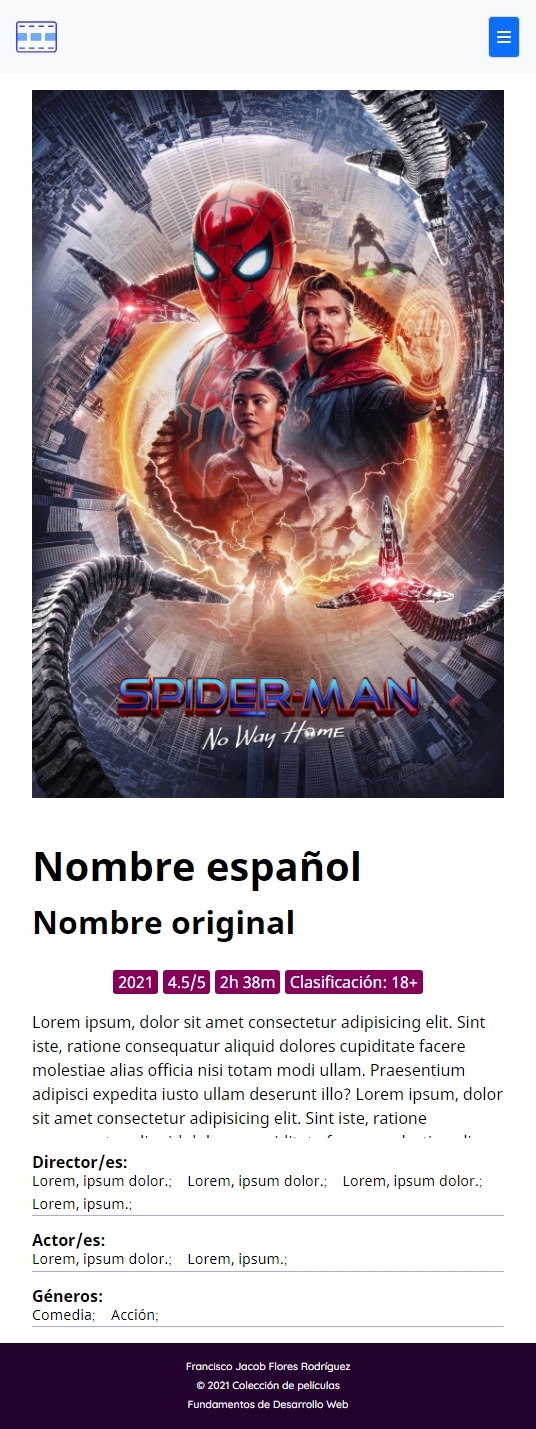 SPIDER-MAN
No Way Home
Nombre español
Nombre original
2021 4.5/5 2h 38m Clasificación: 18+
Lorem ipsum, dolor sit amet consectetur adipisicing elit. Sint
iste, ratione consequatur aliquid dolores cupiditate facere
molestiae alias officia nisi totam modi ullam. Praesentium
adipisci expedita iusto ullam deserunt illo? Lorem ipsum, dolor
sit amet consectetur adipisicing elit. Sint iste, ratione
Director/es:
Lorem, ipsum dolor.; Lorem, ipsum dolor.; Lorem, ipsum dolor.;
Lorem, ipsum.;
Actor/es:
Lorem, ipsum dolor.; Lorem, ipsum.;
Géneros:
Comedia; Acción;
Francisco Jacob Flores Rodríguez
© 2021 Colección de películas
Fundamentos de Desarrollo Web